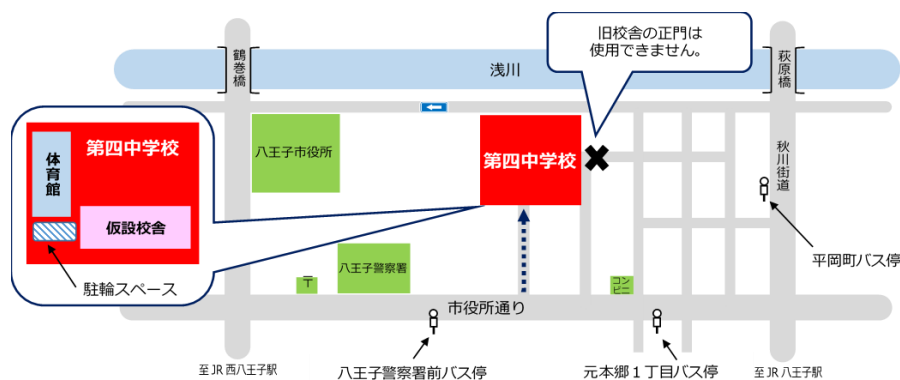 旧校舎の正門は
使用できません。
鶴巻橋
浅川
萩原橋
第四中学校
体育館
仮設校舎
駐輪スペース
八王子市役所
第四中学校
秋川街道
平岡町バス停
八王子警察署
〒
コン
ビニ
市役所通り
至JR西八王子駅
八王子警察署前バス停
元本郷1丁目バス停
至JR八王子駅